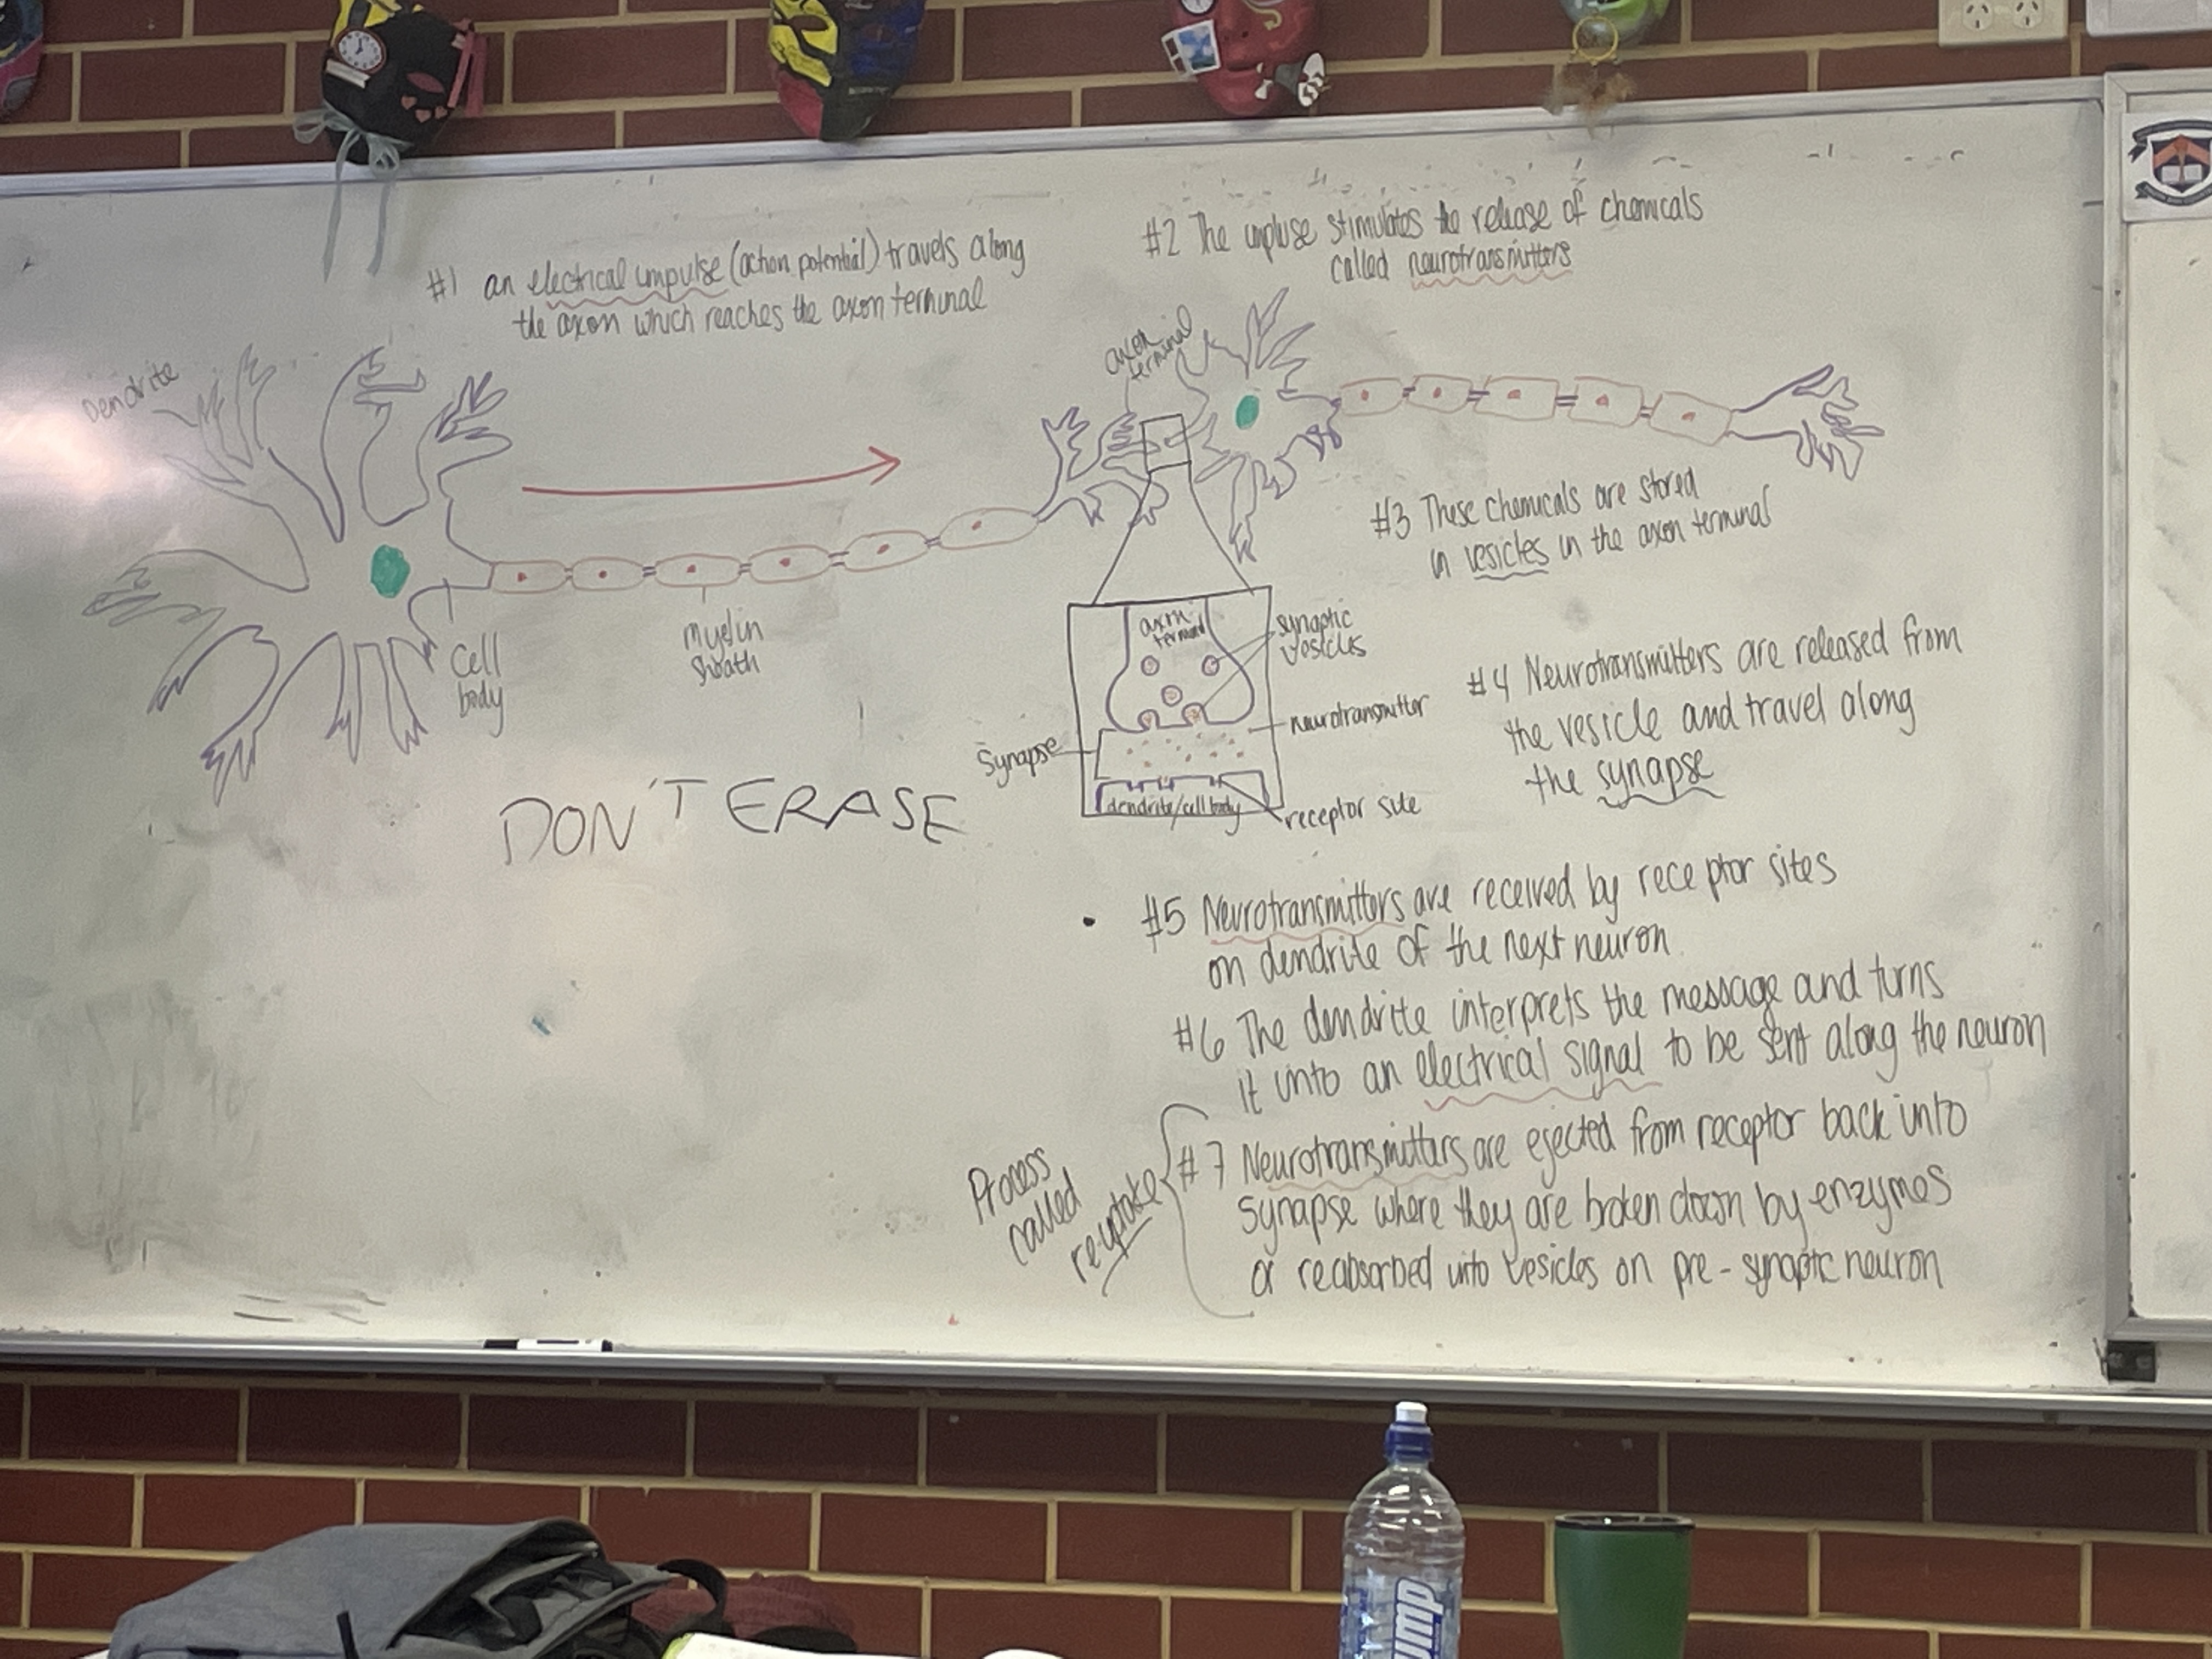 #1 an electrical impulse (action potential) travels along
the axon which reaches the axon terminal
#2 The impluse stimulates the release of chemicals
called neurotransmitters
Dendrite
axon
terminal
Cell
body
myelin
sheath
#3 These chemicals are stored
in vesicles in the axon terminal
axon
terminal
synaptic
vesicles
neurotransmitter
Synapse
dendrite/cell body
receptor site
#4 Neurotransmitters are released from
the vesicle and travel along
the synapse
DON'T ERASE
• #5 Neurotransmitters are received by receptor sites
on dendrite of the next neuron.
#6 The dendrite interprets the message and turns
it into an electrical signal to be sent along the neuron
Process
called
re-uptake
#7 Neurotransmitters are ejected from receptor back into
synapse where they are broken down by enzymes
or reabsorbed into vesicles on pre-synaptic neuron